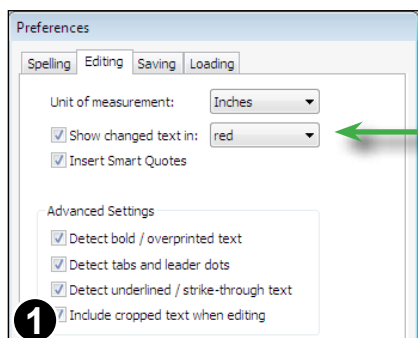 Preferences
Spelling Editing Saving Loading
Unit of measurement: Inches
Show changed text in: red
Insert Smart Quotes
Advanced Settings
Detect bold / overprinted text
Detect tabs and leader dots
Detect underlined / strike-through text
Include cropped text when editing
1